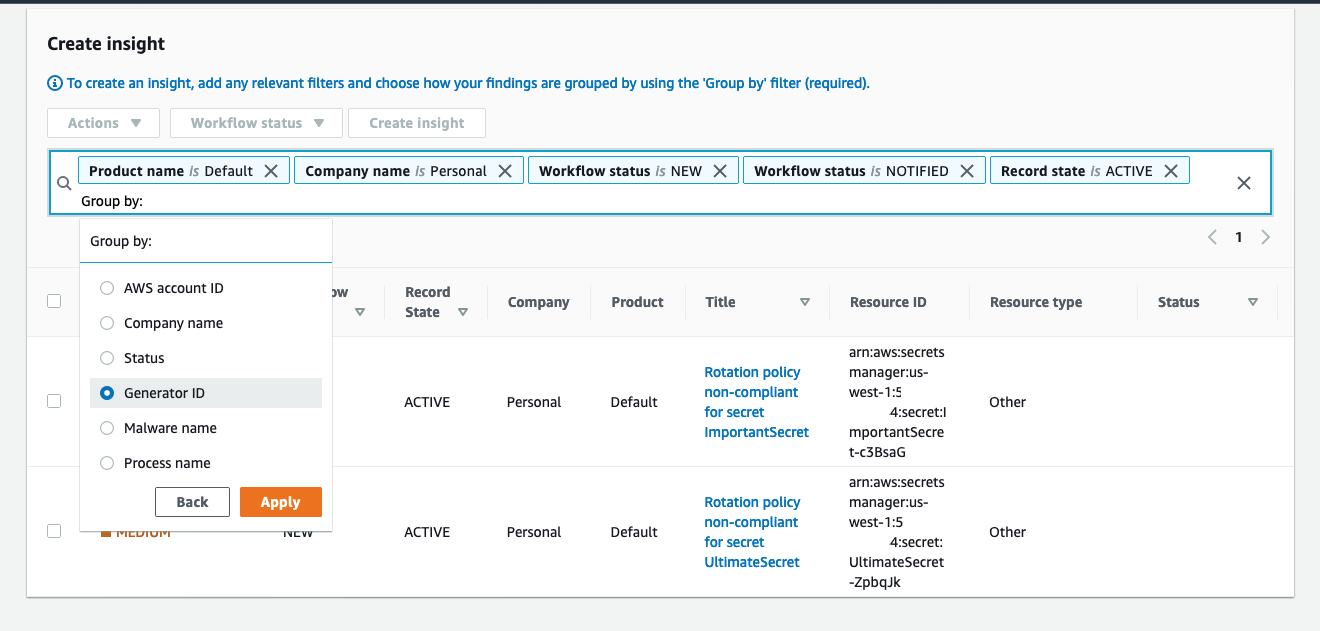 Create insight
To create an insight, add any relevant filters and choose how your findings are grouped by using the 'Group by' filter (required).
Actions
Workflow status
Create insight
Product name is Default
Company name is Personal
Workflow status is NEW
Workflow status is NOTIFIED
Record state is ACTIVE
Group by:
Group by:
AWS account ID
Company name
Status
Generator ID
Malware name
Process name
Back
Apply
1
ow
Record
State
Company
Product
Title
Resource ID
Resource type
Status
ACTIVE
Personal
Default
Rotation policy
non-compliant
for secret
ImportantSecret
arn:aws:secrets
manager:us-
west-1:5
4:secret:I
mportantSecre
t-c3BsaG
Other
MEDIUM
NEW
ACTIVE
Personal
Default
Rotation policy
non-compliant
for secret
UltimateSecret
arn:aws:secrets
manager:us-
west-1:5
4:secret:
UltimateSecret
-ZpbqJk
Other